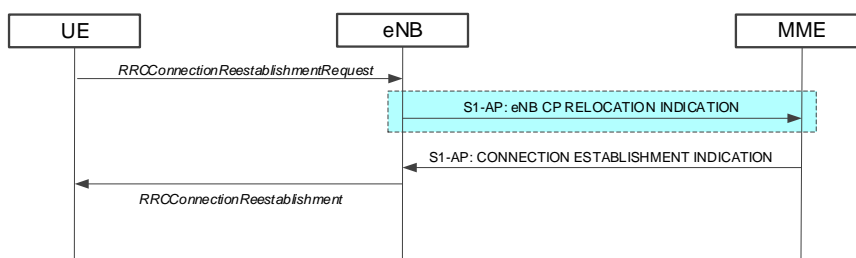 UE
eNB
MME
RRCConnectionReestablishmentRequest
S1-AP: eNB CP RELOCATION INDICATION
S1-AP: CONNECTION ESTABLISHMENT INDICATION
RRCConnectionReestablishment